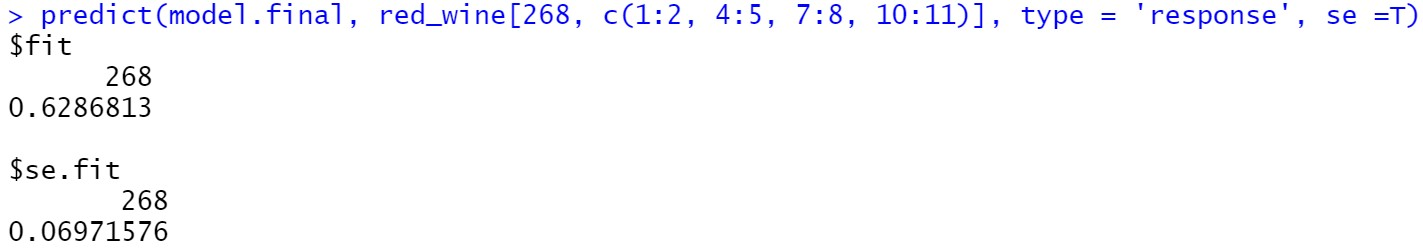 > predict(model.final, red_wine[268, c(1:2, 4:5, 7:8, 10:11)], type = 'response', se =T)
$fit
268
0.6286813
$se.fit
268
0.06971576